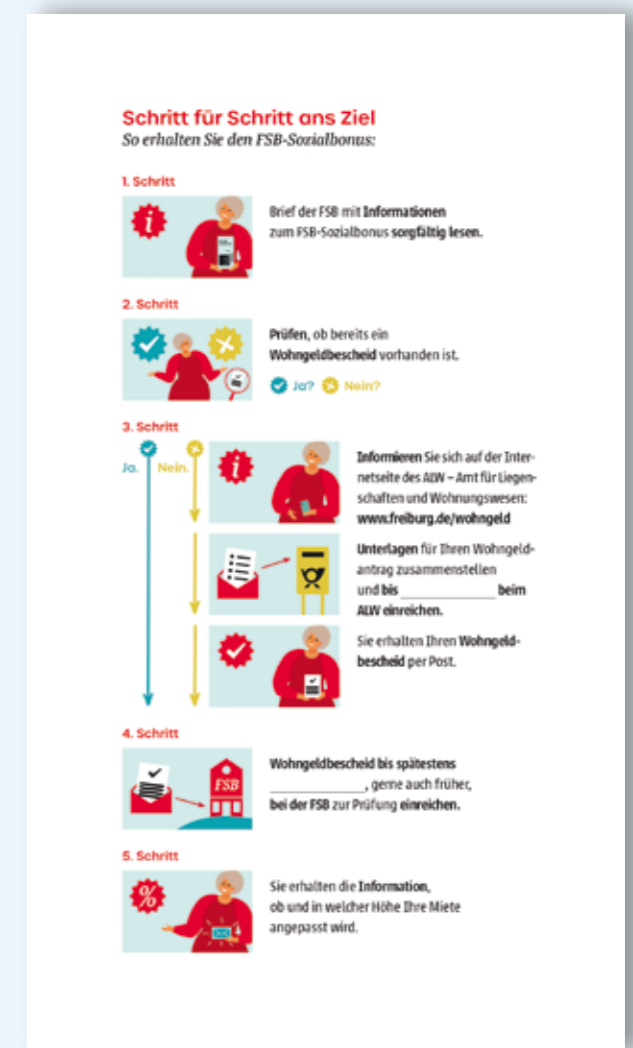 Schritt für Schritt ans Ziel
So erhalten Sie den FSB-Sozialbonus:
1. Schritt
i
Brief der FSB mit Informationen
zum FSB-Sozialbonus sorgfältig lesen.
2. Schritt
Prüfen, ob bereits ein
Wohngeldbescheid vorhanden ist.
Ja? Nein?
3. Schritt
Ja. Nein.
i
Informieren Sie sich auf der Inter-
netseite des ALW – Amt für Liegen-
schaften und Wohnungswesen:
www.freiburg.de/wohngeld
Unterlagen für Ihren Wohngeld-
antrag zusammenstellen
und bis ______________ beim
ALW einreichen.
Sie erhalten Ihren Wohngeld-
bescheid per Post.
4. Schritt
FSB
Wohngeldbescheid bis spätestens
______________, gerne auch früher,
bei der FSB zur Prüfung einreichen.
5. Schritt
%
Sie erhalten die Information,
ob und in welcher Höhe Ihre Miete
angepasst wird.